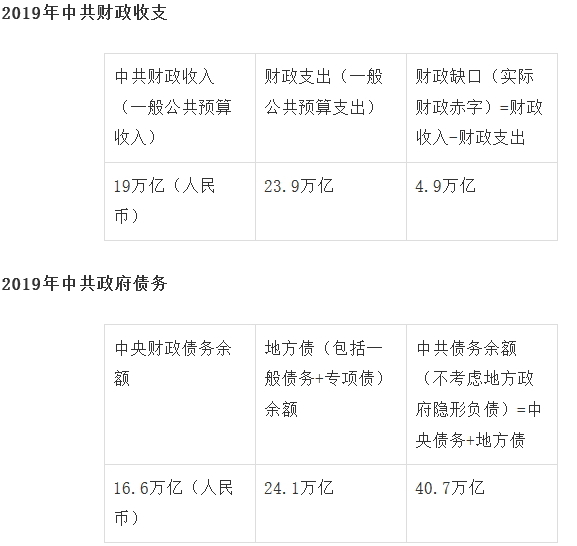 2019年中共财政收支
中共财政收入
（一般公共预算
收入）
财政支出（一般
公共预算支出）
财政缺口（实际
财政赤字）=财政
收入-财政支出
19万亿（人民
币）
23.9万亿
4.9万亿
2019年中共政府债务
中央财政债务余
额
地方债（包括一
般债务+专项债）
余额
中共债务余额
（不考虑地方政
府隐形负债）=中
央债务+地方债
16.6万亿（人民
币）
24.1万亿
40.7万亿